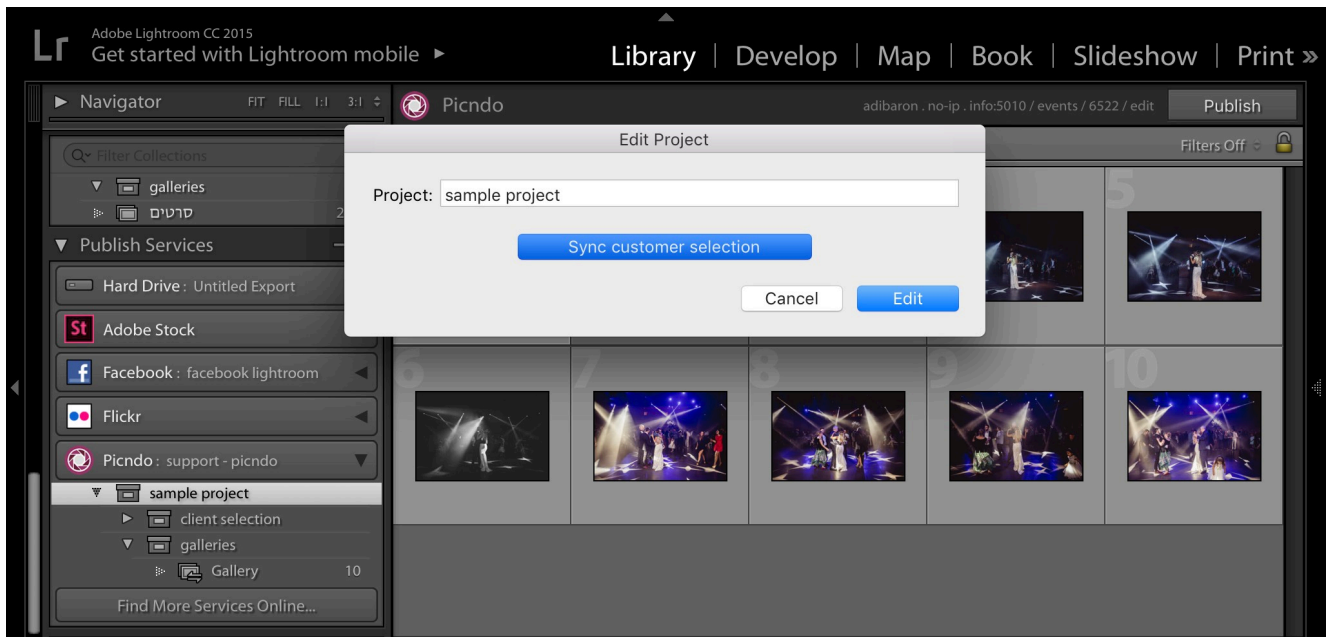 Lr
Adobe Lightroom CC 2015
Get started with Lightroom mobile
Library | Develop | Map | Book | Slideshow | Print »
Navigator FIT FILL 1:1 3:1
Picndo adibaron . no-ip . info:5010 / events / 6522 / edit Publish
Edit Project
Filter Collections
Filters Off
Project: sample project
galleries
סרטים 2
5
Publish Services
Sync customer selection
Hard Drive : Untitled Export
Cancel Edit
St Adobe Stock
Facebook : facebook lightroom
6 7 8 9 10
Flickr
Picndo : support - picndo
sample project
client selection
galleries
Gallery 10
Find More Services Online...